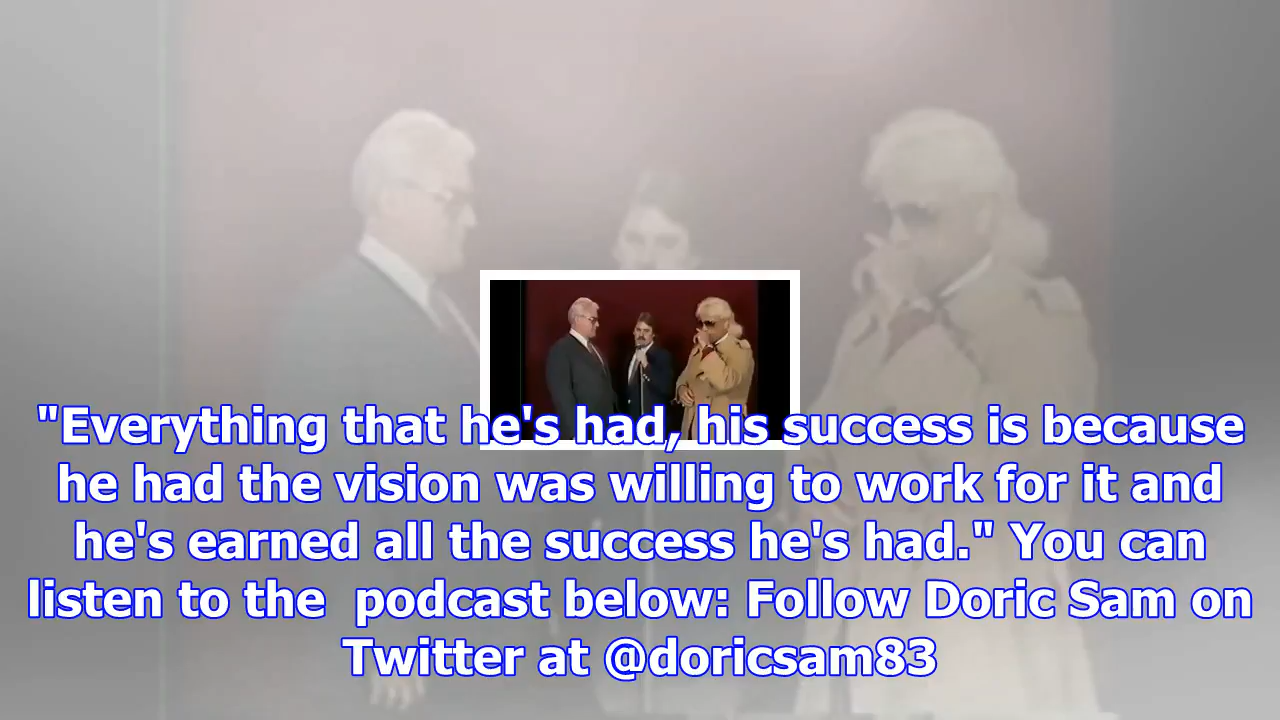 "Everything that he's had, his success is because
he had the vision was willing to work for it and
he's earned all the success he's had." You can
listen to the  podcast below: Follow Doric Sam on
Twitter at @doricsam83